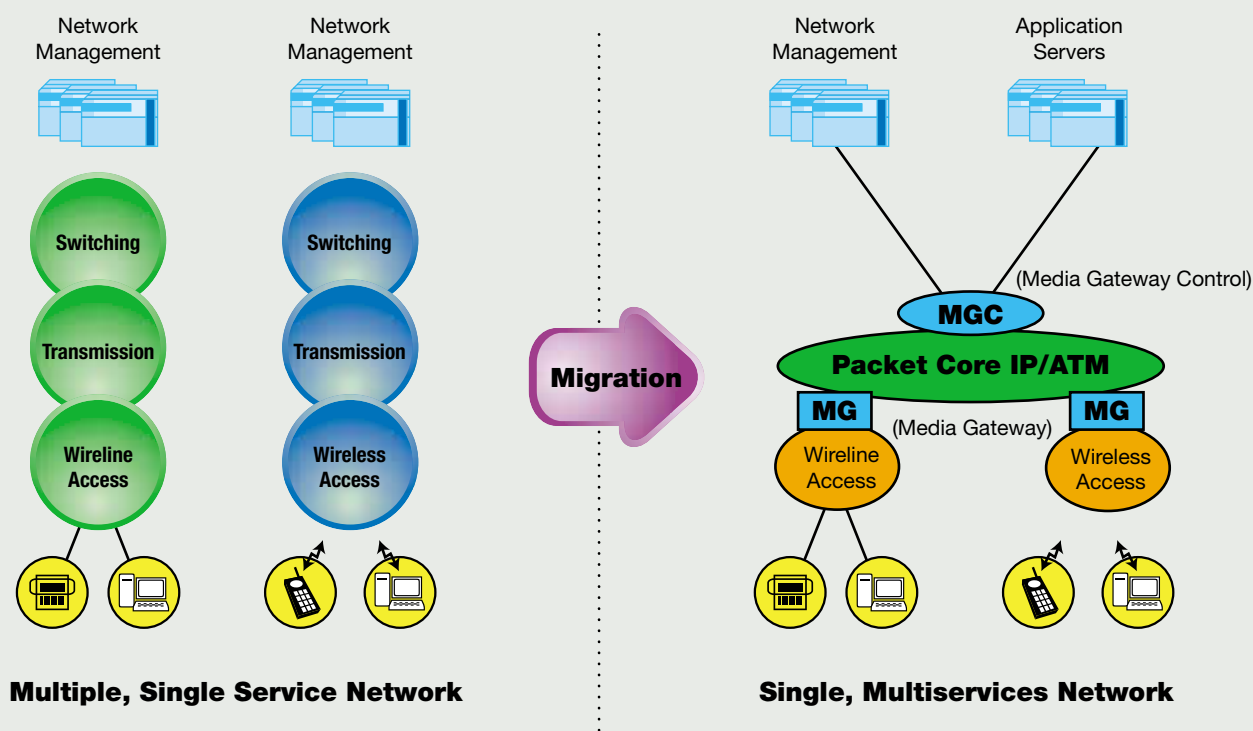 Network
Management
Network
Management
Switching
Transmission
Wireline
Access
Switching
Transmission
Wireless
Access
Multiple, Single Service Network
Migration
Network
Management
Application
Servers
(Media Gateway Control)
MGC
Packet Core IP/ATM
MG
(Media Gateway)
MG
Wireline
Access
Wireless
Access
Single, Multiservices Network